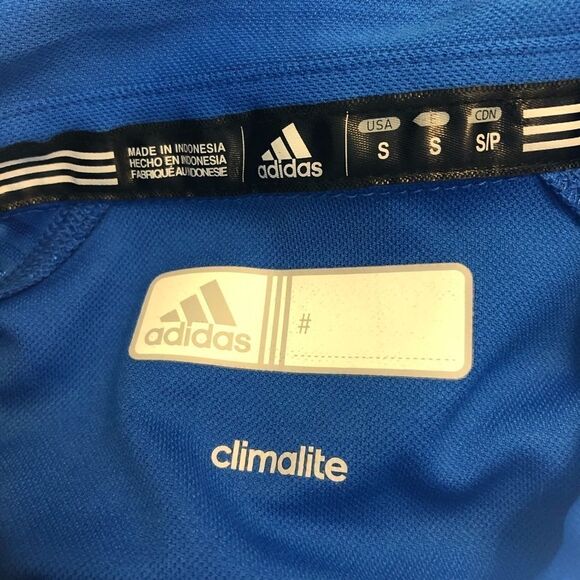 MADE IN INDONESIA
HECHO EN INDONESIA
FABRIQUÉ AU INDONESIE
adidas
USA
S
E
S
CDN
S/P
adidas
#
climalite